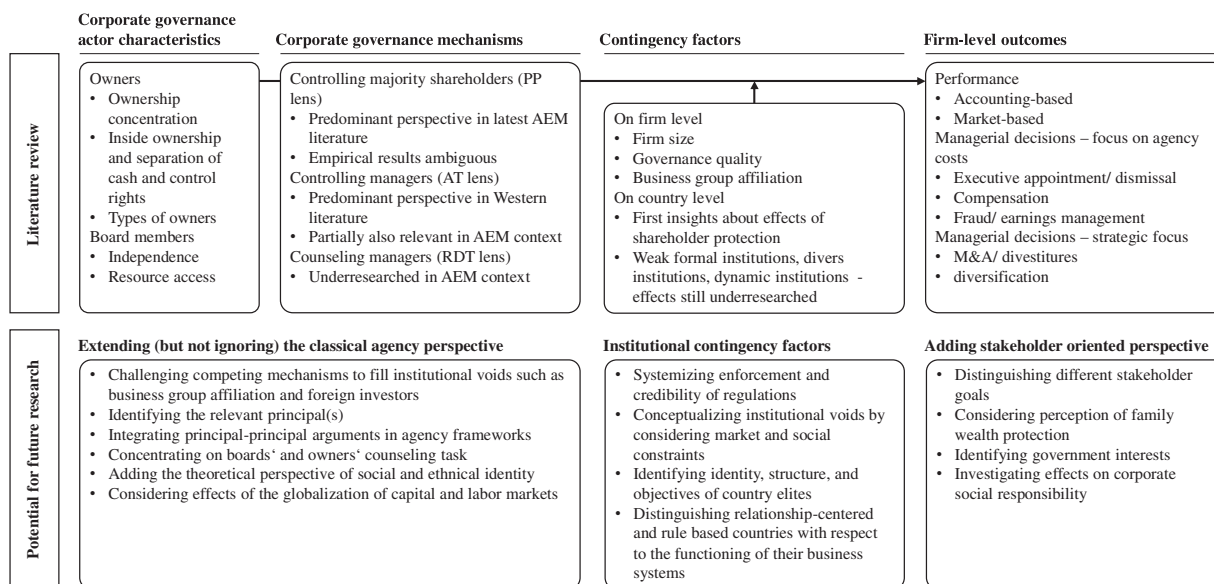 Corporate governance
actor characteristics
Corporate governance mechanisms
Contingency factors
Firm-level outcomes
Literature review
Owners
• Ownership
concentration
• Inside ownership
and separation of
cash and control
rights
• Types of owners
Board members
• Independence
• Resource access
Controlling majority shareholders (PP
lens)
• Predominant perspective in latest AEM
literature
• Empirical results ambiguous
Controlling managers (AT lens)
• Predominant perspective in Western
literature
• Partially also relevant in AEM context
Counseling managers (RDT lens)
• Underresearched in AEM context
On firm level
• Firm size
• Governance quality
• Business group affiliation
On country level
• First insights about effects of
shareholder protection
• Weak formal institutions, divers
institutions, dynamic institutions -
effects still underresearched
Performance
• Accounting-based
• Market-based
Managerial decisions – focus on agency
costs
• Executive appointment/ dismissal
• Compensation
• Fraud/ earnings management
Managerial decisions – strategic focus
• M&A/ divestitures
• diversification
Potential for future research
Extending (but not ignoring) the classical agency perspective
• Challenging competing mechanisms to fill institutional voids such as
business group affiliation and foreign investors
• Identifying the relevant principal(s)
• Integrating principal-principal arguments in agency frameworks
• Concentrating on boards‘ and owners‘ counseling task
• Adding the theoretical perspective of social and ethnical identity
• Considering effects of the globalization of capital and labor markets
Institutional contingency factors
• Systemizing enforcement and
credibility of regulations
• Conceptualizing institutional voids by
considering market and social
constraints
• Identifying identity, structure, and
objectives of country elites
• Distinguishing relationship-centered
and rule based countries with respect
to the functioning of their business
systems
Adding stakeholder oriented perspective
• Distinguishing different stakeholder
goals
• Considering perception of family
wealth protection
• Identifying government interests
• Investigating effects on corporate
social responsibility